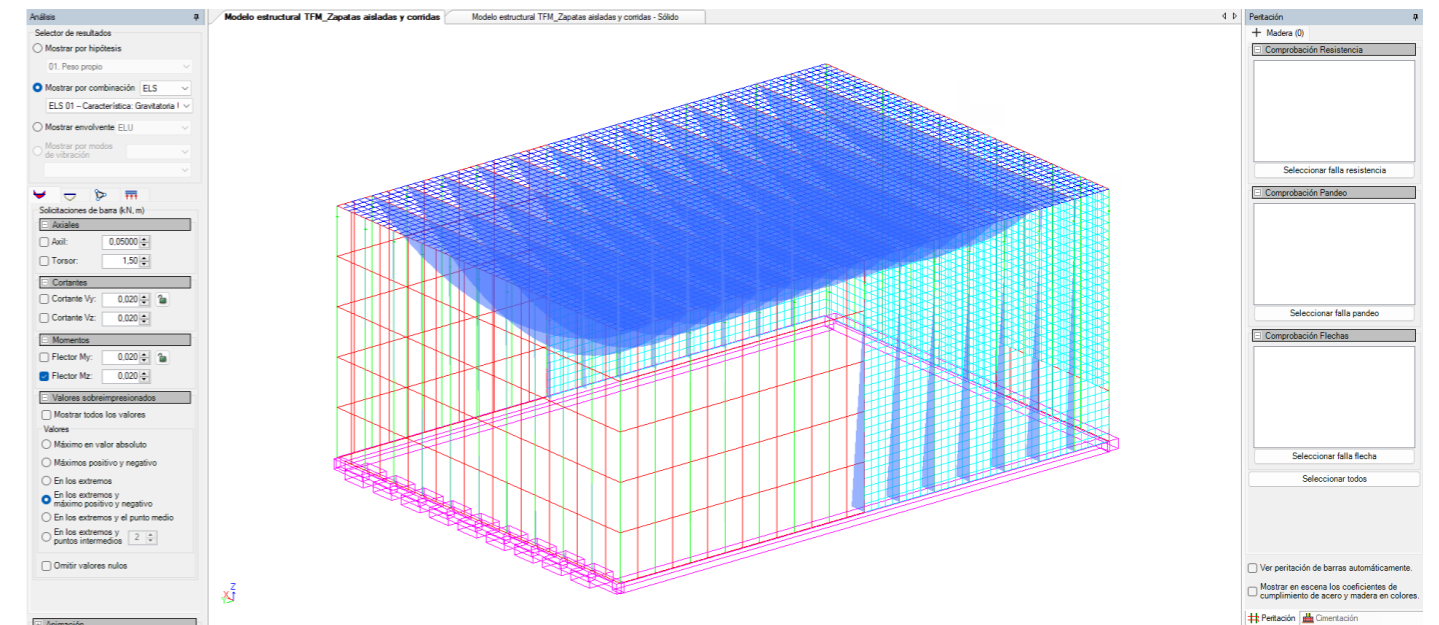 Análisis
Selector de resultados
Mostrar por hipótesis
01. Peso propio
Mostrar por combinación ELS
ELS 01 – Característica: Gravitatoria
Mostrar envolvente ELU
Mostrar por modos
de vibración
Solicitaciones de barra (kN, m)
Axiales
Axil: 0,05000
Torsor: 1,50
Cortantes
Cortante Vy: 0,020
Cortante Vz: 0,020
Momentos
Flector My: 0,020
Flector Mz: 0,020
Valores sobreimpresionados
Mostrar todos los valores
Valores
Máximo en valor absoluto
Máximos positivo y negativo
En los extremos
En los extremos y
máximo positivo y negativo
En los extremos y el punto medio
En los extremos y
puntos intermedios 2
Omitir valores nulos
Animación
Modelo estructural TFM_Zapatas aisladas y corridas
Modelo estructural TFM_Zapatas aisladas y corridas - Sólido
Z
X
Y
Peritación
Madera (0)
Comprobación Resistencia
Seleccionar falla resistencia
Comprobación Pandeo
Seleccionar falla pandeo
Comprobación Flechas
Seleccionar falla flecha
Seleccionar todos
Ver peritación de barras automáticamente.
Mostrar en escena los coeficientes de
cumplimiento de acero y madera en colores.
Peritación Cimentación